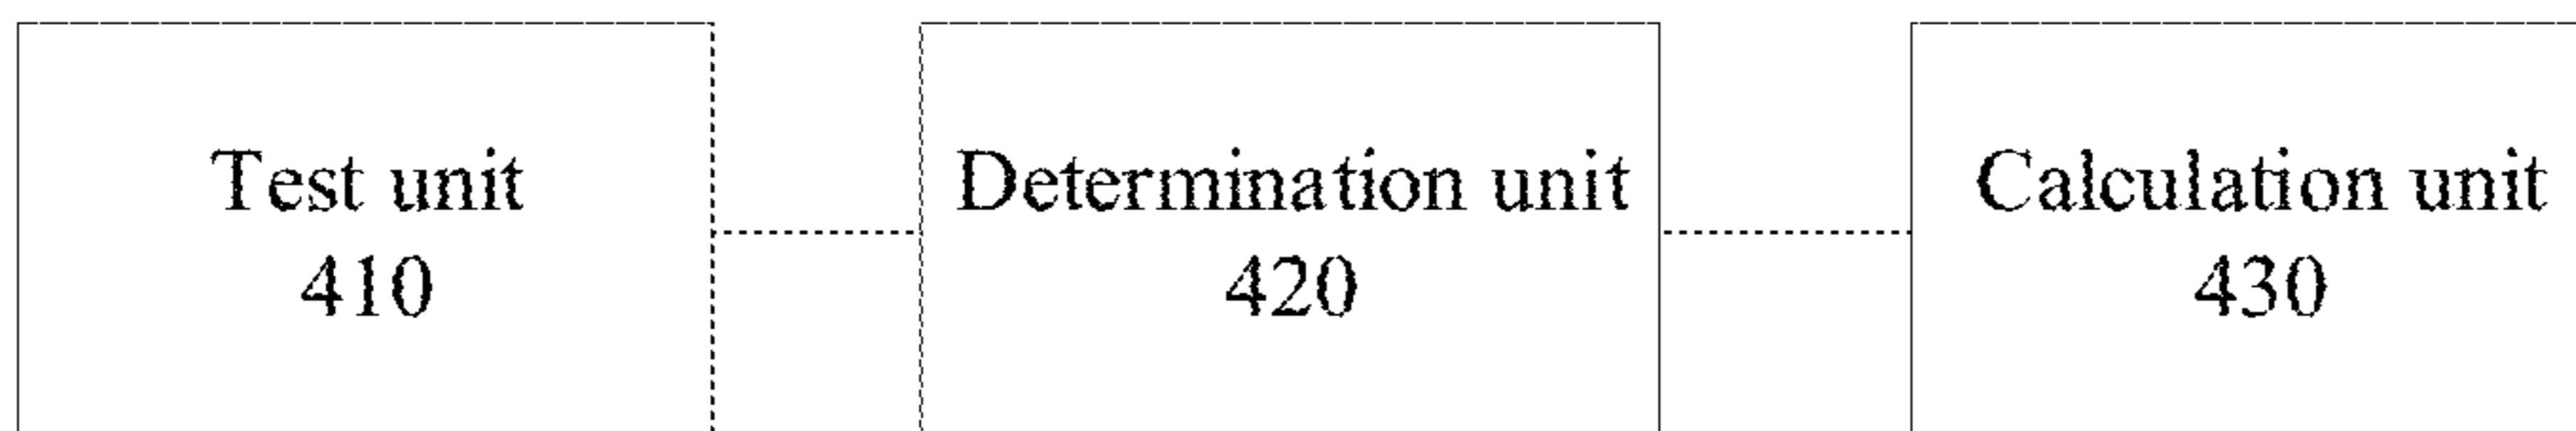 Test unit
410
Determination unit
420
Calculation unit
430